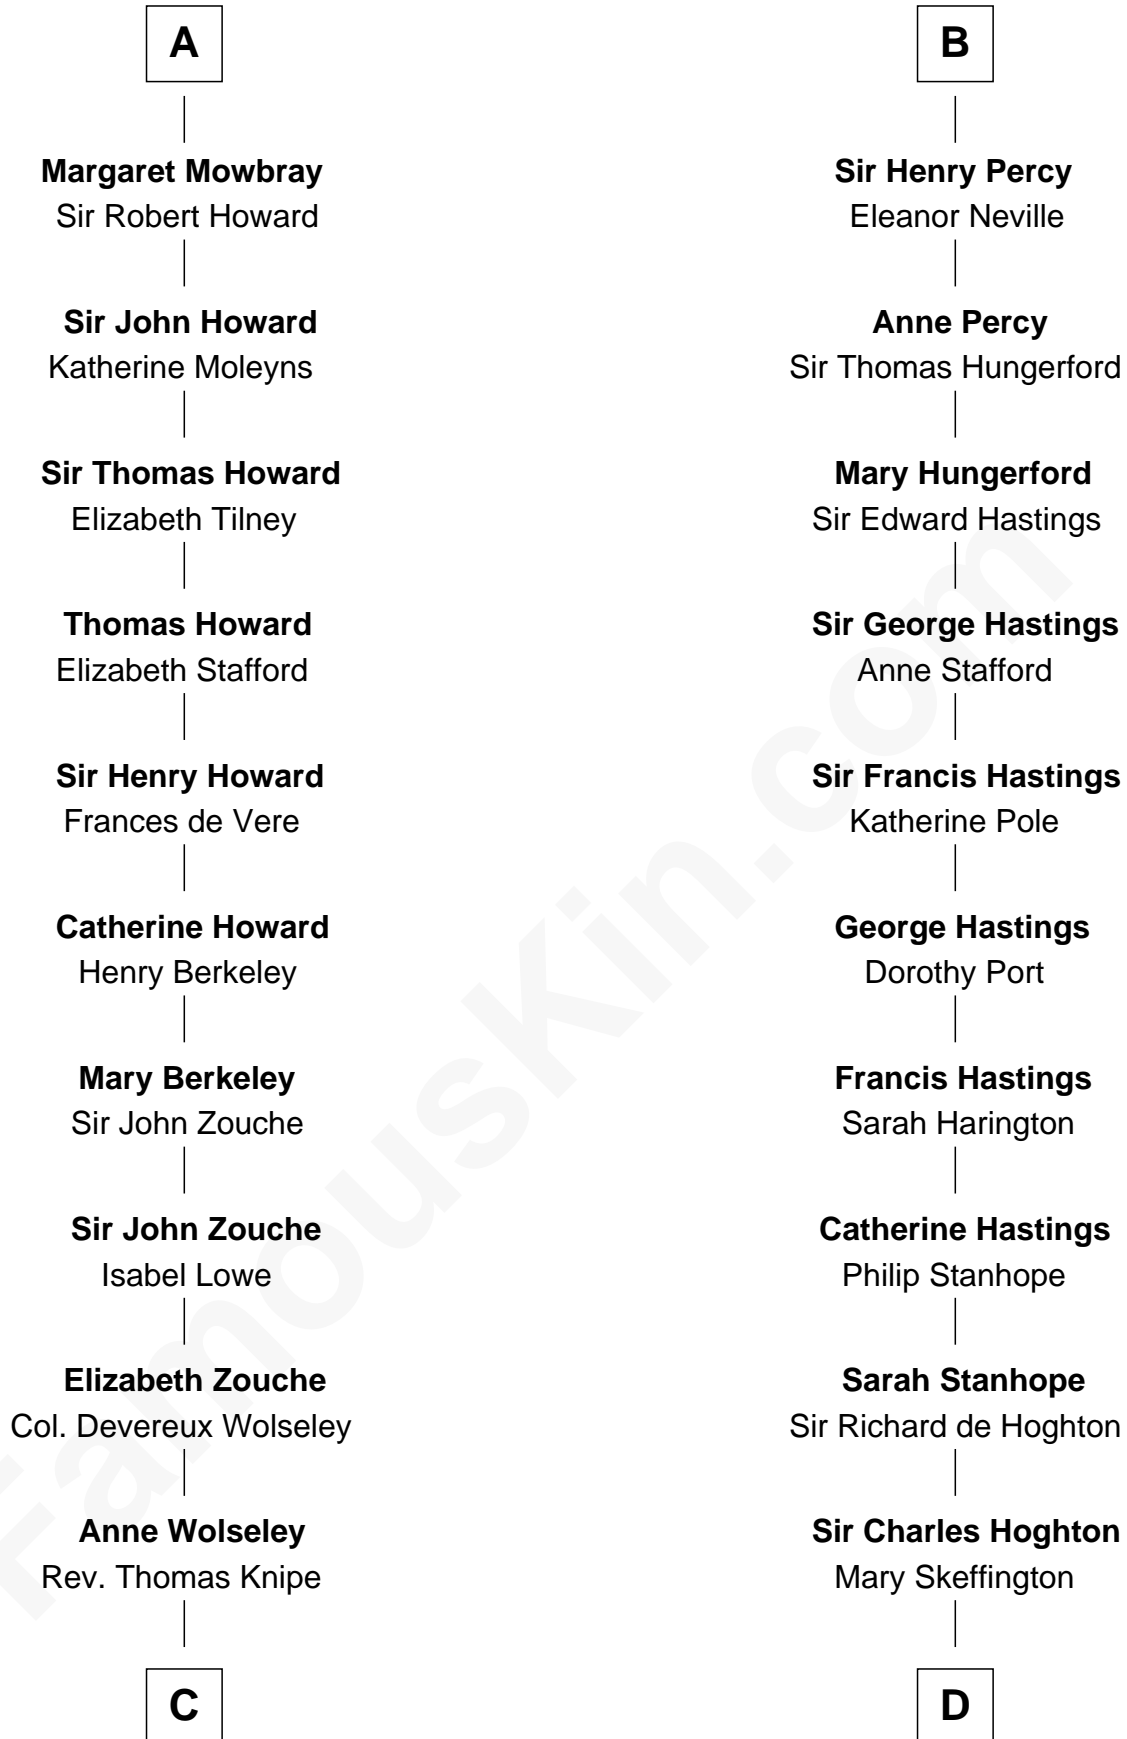 A
Margaret Mowbray
Sir Robert Howard
Sir John Howard
Katherine Moleyns
Sir Thomas Howard
Elizabeth Tilney
Thomas Howard
Elizabeth Stafford
Sir Henry Howard
Frances de Vere
Catherine Howard
Henry Berkeley
Mary Berkeley
Sir John Zouche
Sir John Zouche
Isabel Lowe
Elizabeth Zouche
Col. Devereux Wolseley
Anne Wolseley
Rev. Thomas Knipe
C
B
Sir Henry Percy
Eleanor Neville
Anne Percy
Sir Thomas Hungerford
Mary Hungerford
Sir Edward Hastings
Sir George Hastings
Anne Stafford
Sir Francis Hastings
Katherine Pole
George Hastings
Dorothy Port
Francis Hastings
Sarah Harington
Catherine Hastings
Philip Stanhope
Sarah Stanhope
Sir Richard de Hoghton
Sir Charles Hoghton
Mary Skeffington
D
FamousKin.com